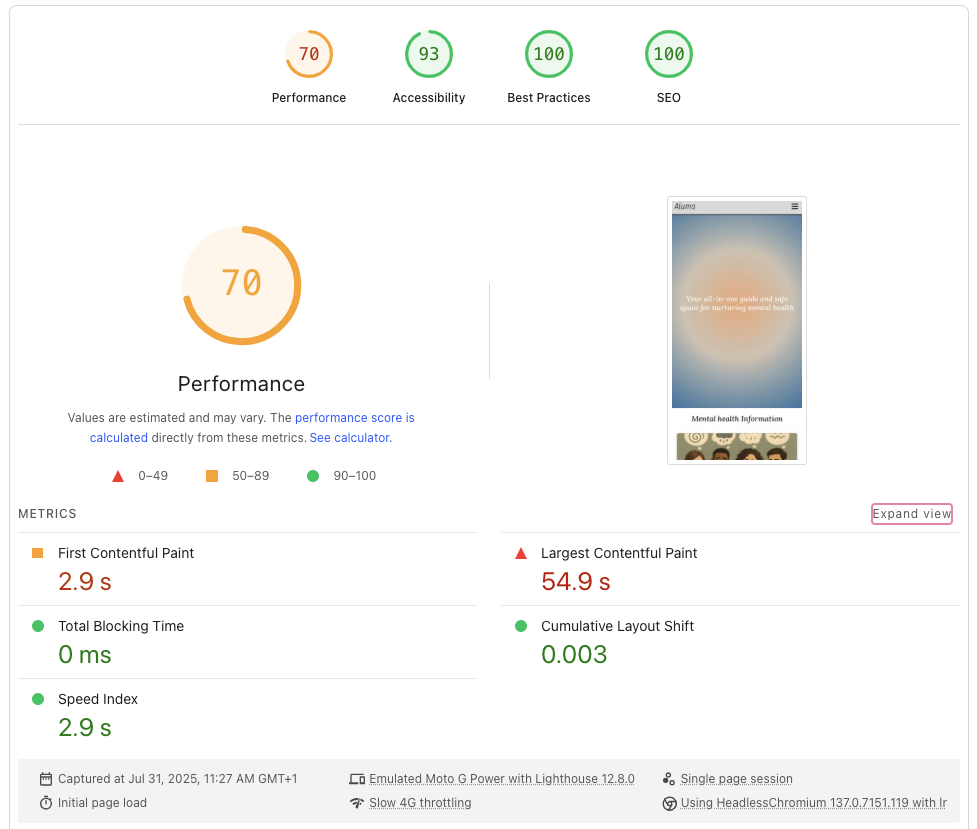 70
93
100
100
Performance
Accessibility
Best Practices
SEO
70
Performance
Values are estimated and may vary. The performance score is
calculated directly from these metrics. See calculator.
0–49
50–89
90–100
Aluma
Your all-in-one guide and safe
space for nurturing mental health
Mental health Information
METRICS
Expand view
First Contentful Paint
2.9 s
Largest Contentful Paint
54.9 s
Total Blocking Time
0 ms
Cumulative Layout Shift
0.003
Speed Index
2.9 s
Captured at Jul 31, 2025, 11:27 AM GMT+1
Emulated Moto G Power with Lighthouse 12.8.0
Single page session
Initial page load
Slow 4G throttling
Using HeadlessChromium 137.0.7151.119 with lr